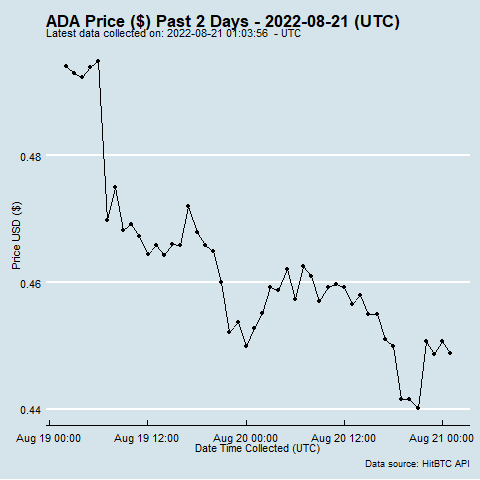 ADA Price ($) Past 2 Days - 2022-08-21 (UTC)
Latest data collected on: 2022-08-21 01:03:56  - UTC
0.48
0.46
0.44
Price USD ($)
Aug 19 00:00 Aug 19 12:00 Aug 20 00:00 Aug 20 12:00 Aug 21 00:00
Date Time Collected (UTC)
Data source: HitBTC API